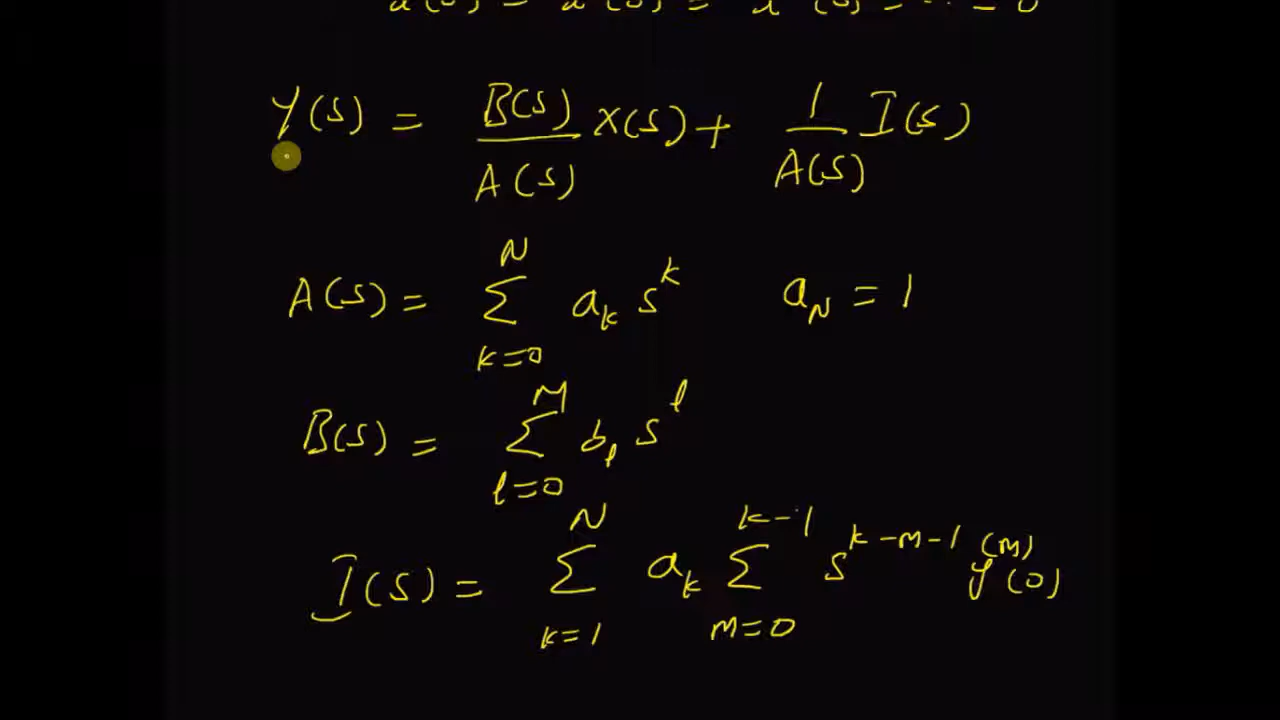 Y(s) = B(s)/A(s) X(s) + 1/A(s) I(s)
A(s) = Σ_{k=0}^{N} a_k s^k    a_N = 1
B(s) = Σ_{l=0}^{M} b_l s^l
I(s) = Σ_{k=1}^{N} a_k Σ_{m=0}^{k-1} s^{k-m-1} y^{(m)}(0)